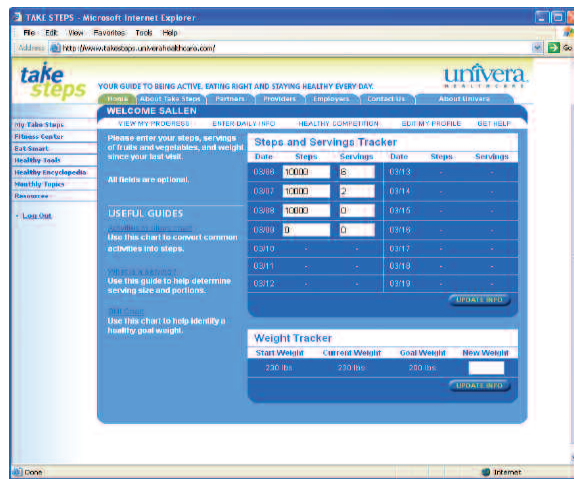 TAKE STEPS - Microsoft Internet Explorer
File Edit View Favorites Tools Help
Address http://www.takesteps.univerahealthcare.com/ Go
take
steps
YOUR GUIDE TO BEING ACTIVE, EATING RIGHT AND STAYING HEALTHY EVERY DAY.
univera
HEALTHCARE
Home About Take Steps Partners Providers Employers Contact Us About Univera
WELCOME SALLEN
VIEW MY PROGRESS ENTER DAILY INFO HEALTHY COMPETITION EDIT MY PROFILE GET HELP
My Take Steps
Fitness Center
Eat Smart
Healthy Tools
Healthy Encyclopedia
Monthly Topics
Resources
- Log Out
Please enter your steps, servings
of fruits and vegetables, and weight
since your last visit.
All fields are optional.
USEFUL GUIDES
Use this chart to convert common
activities into steps.
What is a serving?
Use this guide to help determine
serving size and portions.
BMI Chart
Use this chart to help identify a
healthy goal weight.
Steps and Servings Tracker
Date Steps Servings Date Steps Servings
03/06 10000 6 03/13 - -
03/07 10000 2 03/14 - -
03/08 10000 0 03/15 - -
03/09 0 0 03/16 - -
03/10 - - 03/17 - -
03/11 - - 03/18 - -
03/12 - - 03/19 - -
UPDATE INFO
Weight Tracker
Start Weight Current Weight Goal Weight New Weight
230 lbs 230 lbs 200 lbs
UPDATE INFO
Done Internet